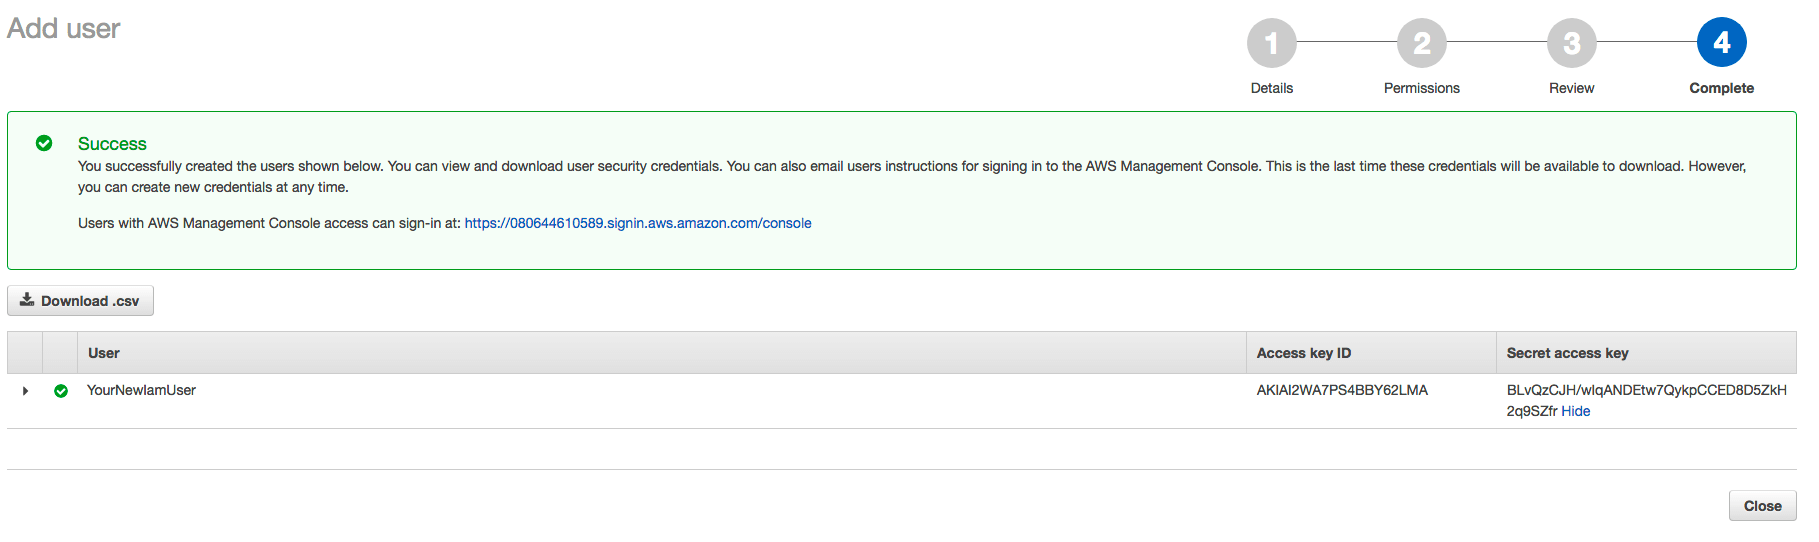 Add user
1
2
3
4
Details
Permissions
Review
Complete
Success
You successfully created the users shown below. You can view and download user security credentials. You can also email users instructions for signing in to the AWS Management Console. This is the last time these credentials will be available to download. However,
you can create new credentials at any time.
Users with AWS Management Console access can sign-in at: https://080644610589.signin.aws.amazon.com/console
Download .csv
User
Access key ID
Secret access key
YourNewIamUser
AKIAI2WA7PS4BBY62LMA
BLvQzCJH/wIqANDEtw7QykpCCED8D5ZkH
2q9SZfr Hide
Close